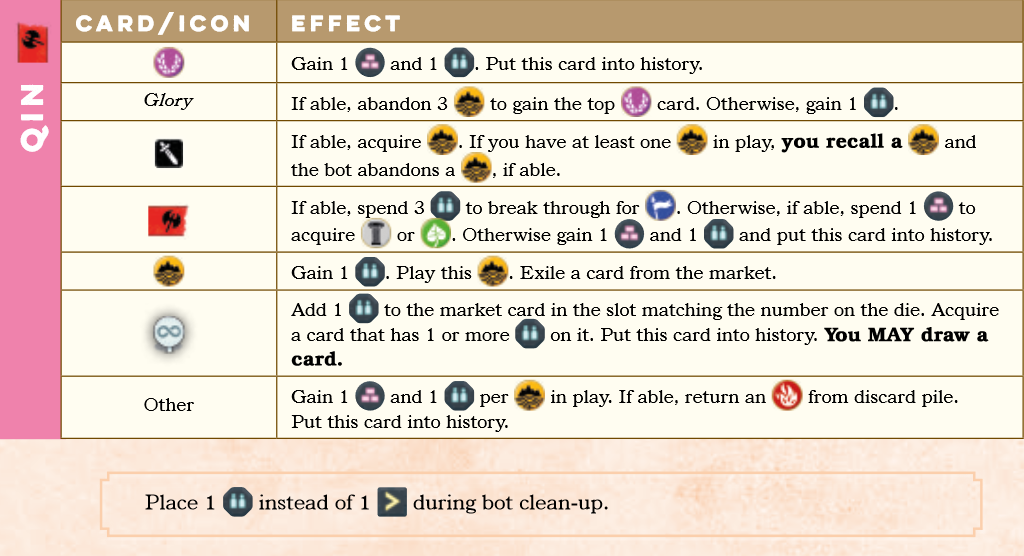 CARD/ICON EFFECT
QIN
Gain 1 and 1 . Put this card into history.
Glory If able, abandon 3 to gain the top card. Otherwise, gain 1 .
If able, acquire . If you have at least one in play, you recall a and
the bot abandons a , if able.
If able, spend 3 to break through for . Otherwise, if able, spend 1 to
acquire or . Otherwise gain 1 and 1 and put this card into history.
Gain 1 . Play this . Exile a card from the market.
Add 1 to the market card in the slot matching the number on the die. Acquire
a card that has 1 or more on it. Put this card into history. You MAY draw a
card.
Other Gain 1 and 1 per in play. If able, return an from discard pile.
Put this card into history.
Place 1 instead of 1 during bot clean-up.